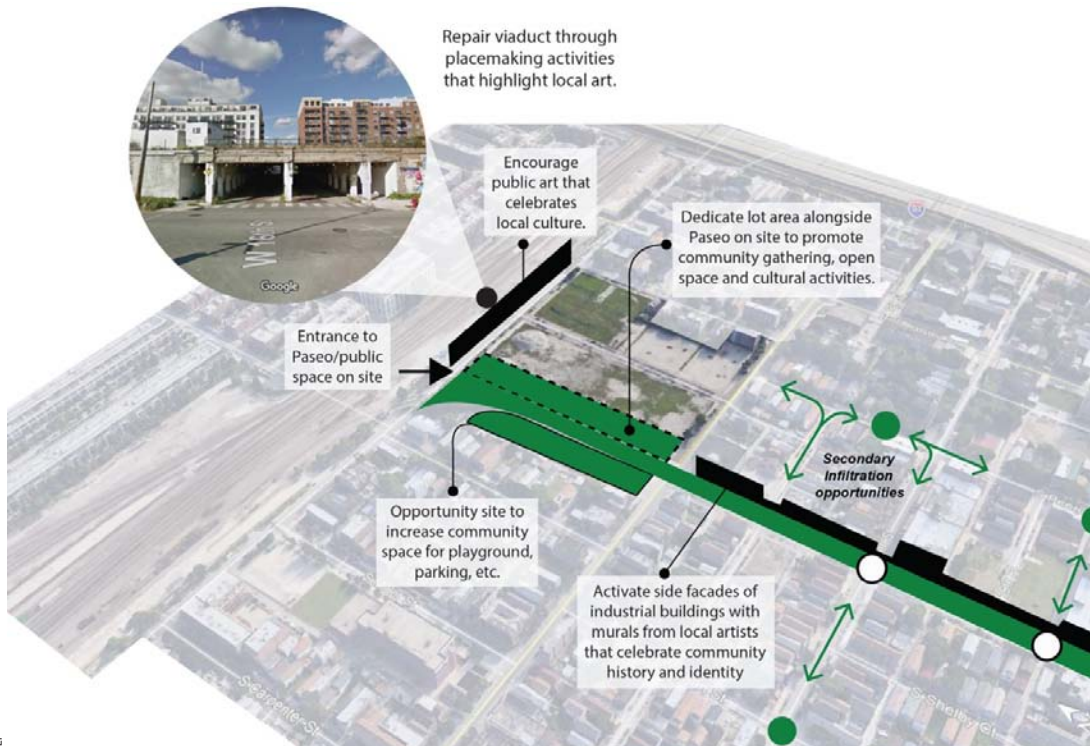 Repair viaduct through
placemaking activities
that highlight local art.
Encourage
public art that
celebrates
local culture.
Dedicate lot area alongside
Paseo on site to promote
community gathering, open
space and cultural activities.
W 16th S
Google
Entrance to
Paseo/public
space on site
Secondary
Infiltration
opportunities
Opportunity site to
increase community
space for playground,
parking, etc.
Activate side facades of
industrial buildings with
murals from local artists
that celebrate community
history and identity
S Carpenter St
S Shelby Ct